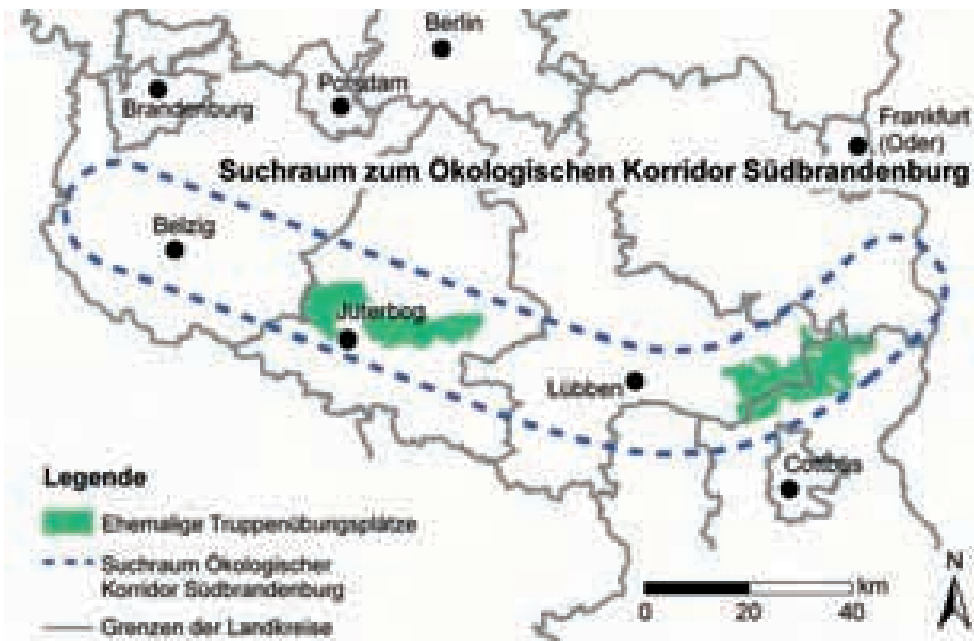 Berlin
Potsdam
Brandenburg
Frankfurt
(Oder)
Suchraum zum Ökologischen Korridor Südbrandenburg
Belzig
Jüterbog
Lübben
Cottbus
Legende
Ehemalige Truppenübungsplätze
Suchraum Ökologischer
Korridor Südbrandenburg
Grenzen der Landkreise
N
km
0 20 40